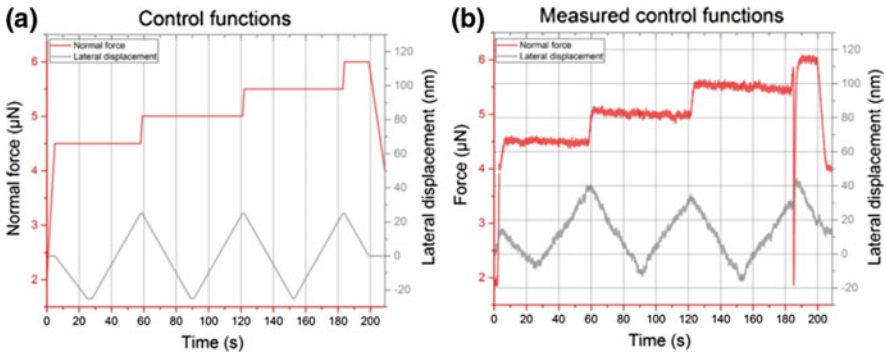 (a)
Control functions
Normal force
Lateral displacement
Normal force (µN)
6
5
4
3
2
120
100
80
60
40
20
0
-20
Lateral displacement (nm)
0 20 40 60 80 100 120 140 160 180 200
Time (s)
(b)
Measured control functions
Normal force
Lateral displacement
Force (µN)
6
5
4
3
2
120
100
80
60
40
20
0
-20
Lateral displacement (nm)
0 20 40 60 80 100 120 140 160 180 200
Time (s)